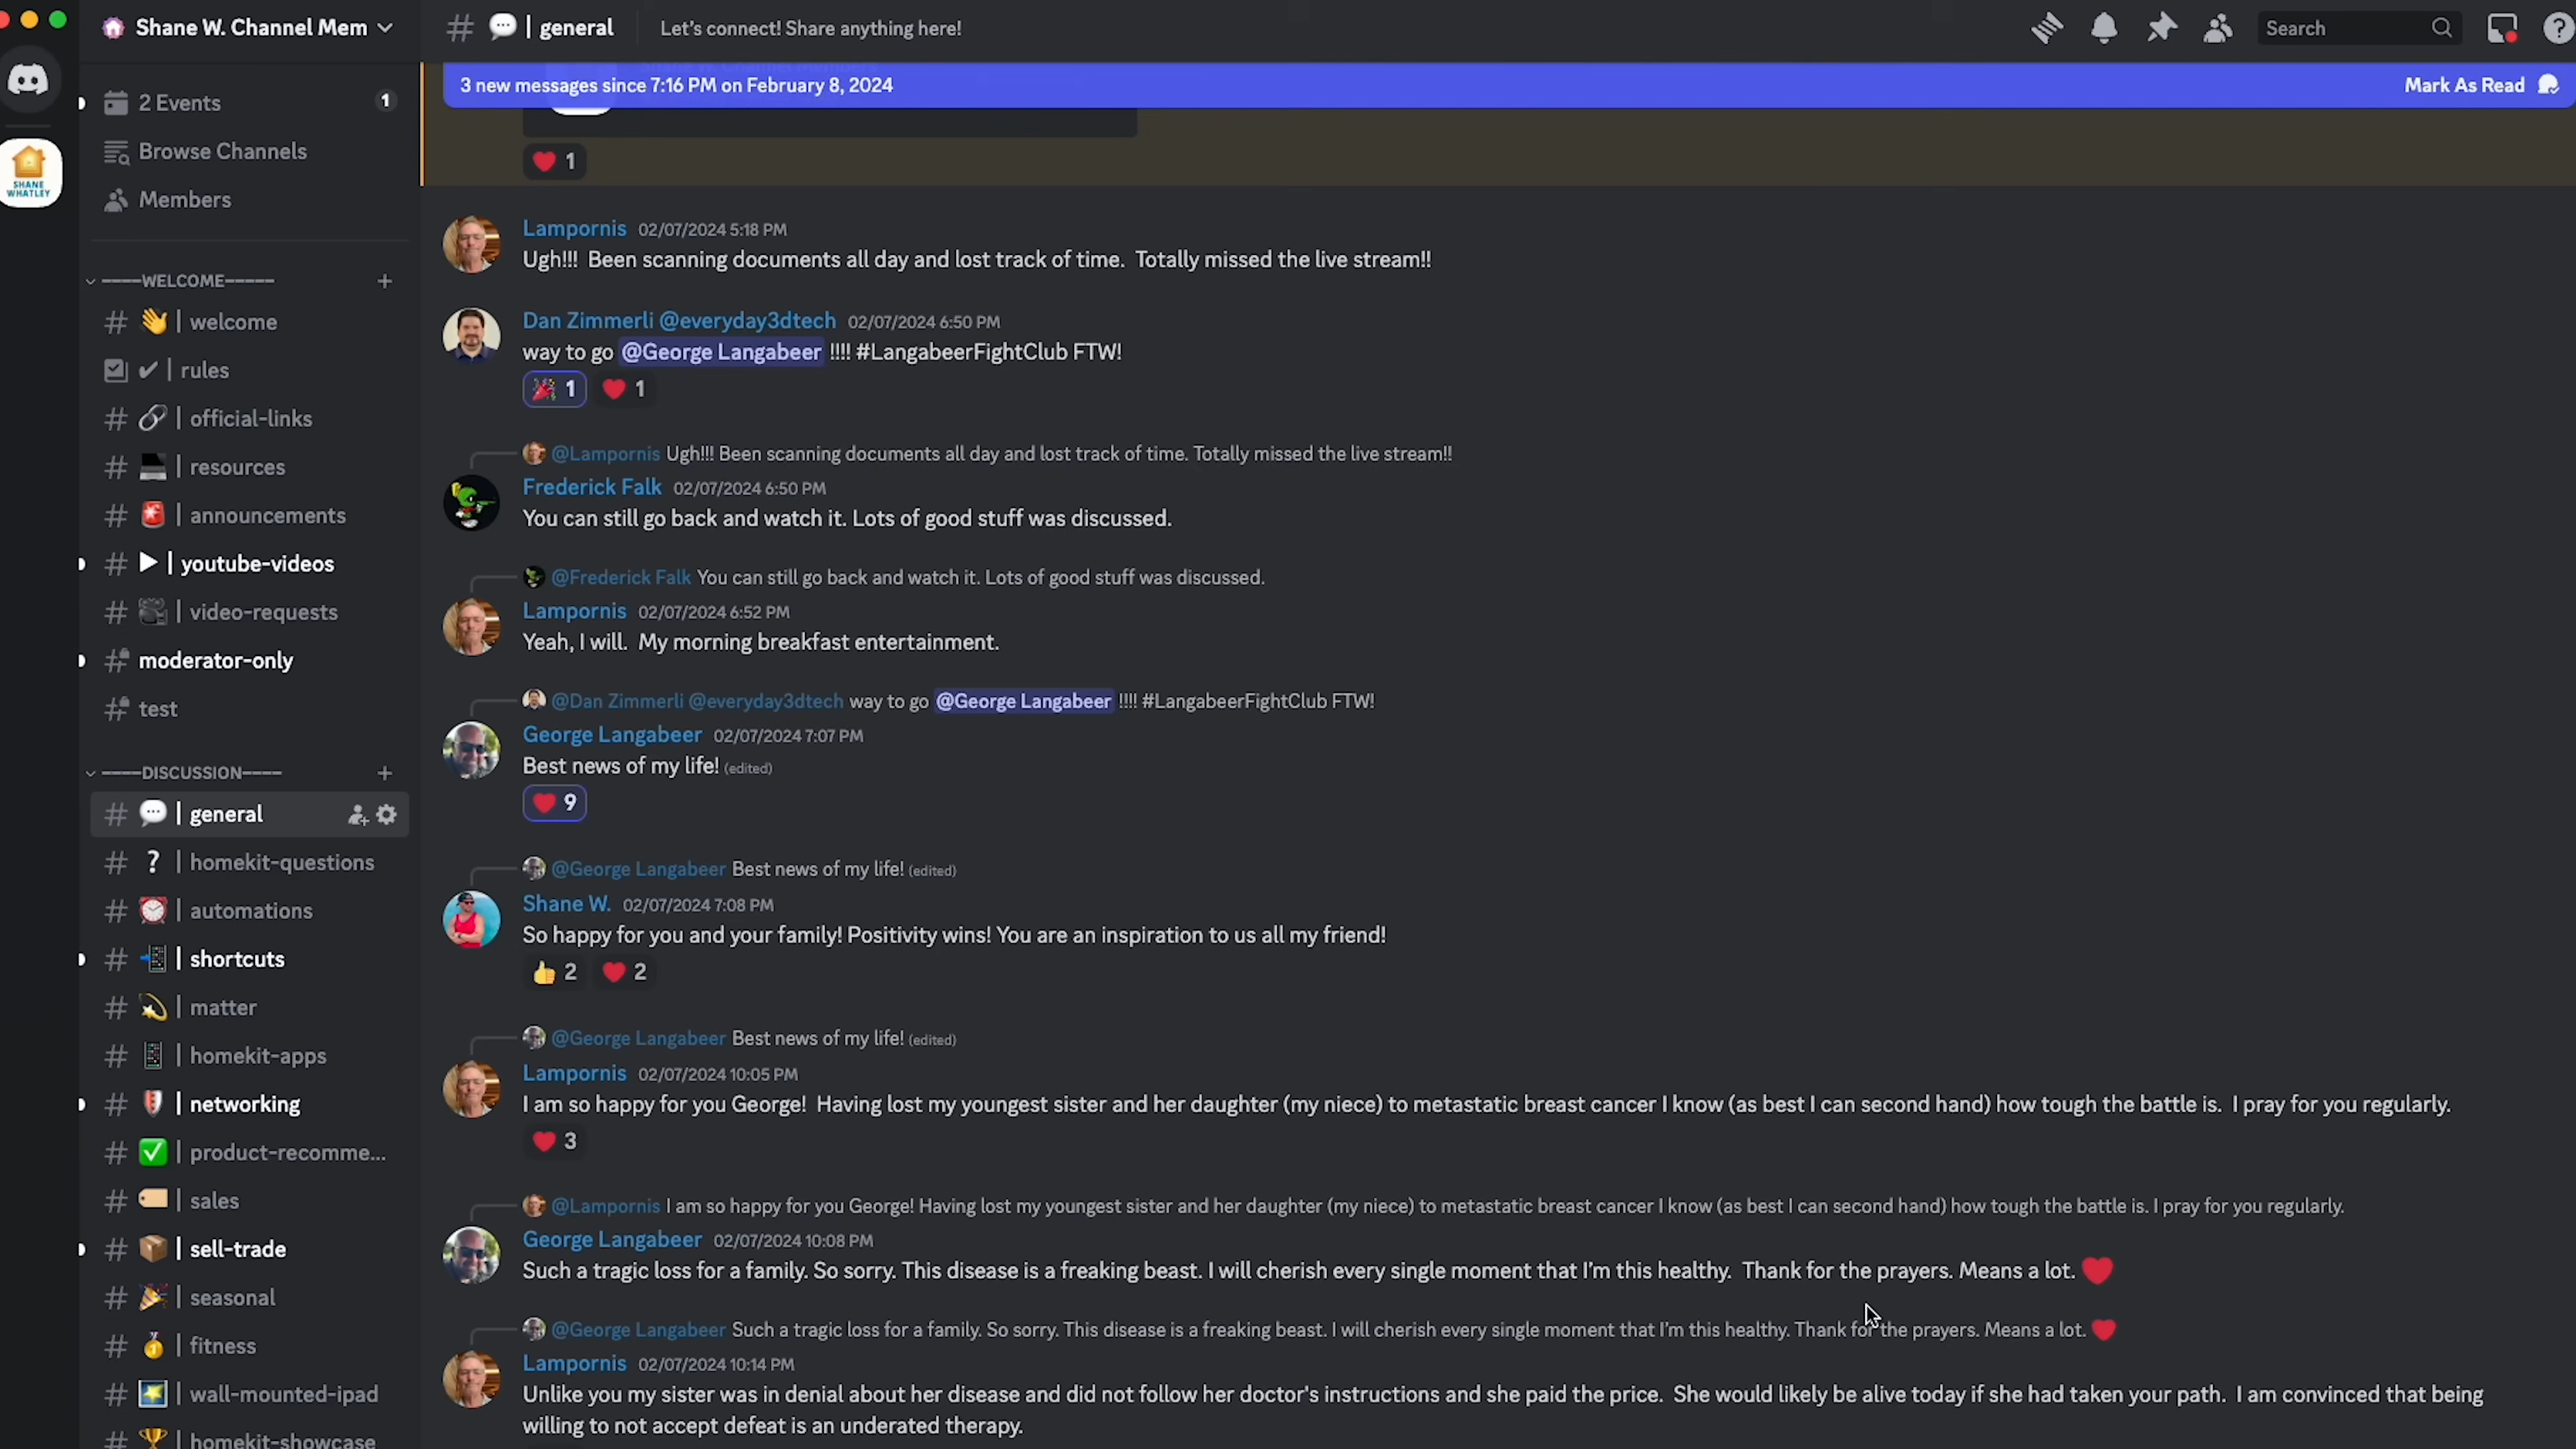 Shane W. Channel Mem
# 💬 | general
Let's connect! Share anything here!
Search
3 new messages since 7:16 PM on February 8, 2024
Mark As Read
SHANE
WHATLEY
2 Events
1
Browse Channels
Members
WELCOME
# 👋 | welcome
✔ | rules
# 🔗 | official-links
# 💻 | resources
# 🚨 | announcements
# ▶ | youtube-videos
# 📽 | video-requests
# moderator-only
# test
DISCUSSION
# 💬 | general
# ? | homekit-questions
# ⏰ | automations
# 📲 | shortcuts
# 💫 | matter
# 📱 | homekit-apps
# | networking
# ✅ | product-recomme...
# 🏷 | sales
# 📦 | sell-trade
# 🎉 | seasonal
# 🏅 | fitness
# | wall-mounted-ipad
# 🏆 | homekit-showcase
❤️ 1
Lampornis 02/07/2024 5:18 PM
Ugh!!! Been scanning documents all day and lost track of time. Totally missed the live stream!!
Dan Zimmerli @everyday3dtech 02/07/2024 6:50 PM
way to go @George Langabeer !!!! #LangabeerFightClub FTW!
🎉 1 ❤️ 1
@Lampornis Ugh!!! Been scanning documents all day and lost track of time. Totally missed the live stream!!
Frederick Falk 02/07/2024 6:50 PM
You can still go back and watch it. Lots of good stuff was discussed.
@Frederick Falk You can still go back and watch it. Lots of good stuff was discussed.
Lampornis 02/07/2024 6:52 PM
Yeah, I will. My morning breakfast entertainment.
@Dan Zimmerli @everyday3dtech way to go @George Langabeer !!!! #LangabeerFightClub FTW!
George Langabeer 02/07/2024 7:07 PM
Best news of my life! (edited)
❤️ 9
@George Langabeer Best news of my life! (edited)
Shane W. 02/07/2024 7:08 PM
So happy for you and your family! Positivity wins! You are an inspiration to us all my friend!
👍 2 ❤️ 2
@George Langabeer Best news of my life! (edited)
Lampornis 02/07/2024 10:05 PM
I am so happy for you George! Having lost my youngest sister and her daughter (my niece) to metastatic breast cancer I know (as best I can second hand) how tough the battle is. I pray for you regularly.
❤️ 3
@Lampornis I am so happy for you George! Having lost my youngest sister and her daughter (my niece) to metastatic breast cancer I know (as best I can second hand) how tough the battle is. I pray for you regularly.
George Langabeer 02/07/2024 10:08 PM
Such a tragic loss for a family. So sorry. This disease is a freaking beast. I will cherish every single moment that I'm this healthy. Thank for the prayers. Means a lot. ❤️
@George Langabeer Such a tragic loss for a family. So sorry. This disease is a freaking beast. I will cherish every single moment that I'm this healthy. Thank for the prayers. Means a lot. ❤️
Lampornis 02/07/2024 10:14 PM
Unlike you my sister was in denial about her disease and did not follow her doctor's instructions and she paid the price. She would likely be alive today if she had taken your path. I am convinced that being
willing to not accept defeat is an underated therapy.